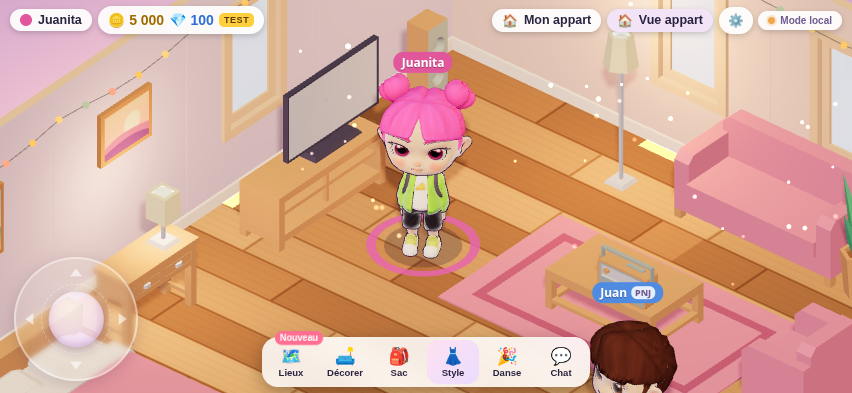 Juanita
5 000 100 TEST
Mon appart
Vue appart
Mode local
Juanita
Juan PNJ
Nouveau
Lieux Décorer Sac Style Danse Chat